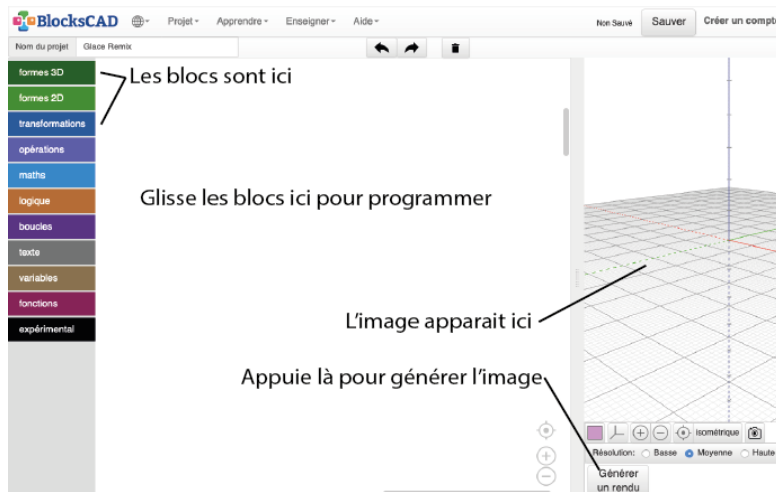 BlocksCAD Projet Apprendre Enseigner Aide Non Sauvé Sauver Créer un compte
Nom du projet Glace Remix
formes 3D
Les blocs sont ici
formes 2D
transformations
opérations
maths
logique
Glisse les blocs ici pour programmer
boucles
texte
variables
fonctions
L'image apparait ici
expérimental
Appuie là pour générer l'image
isométrique
Résolution: Basse Moyenne Haute
Générer
un rendu